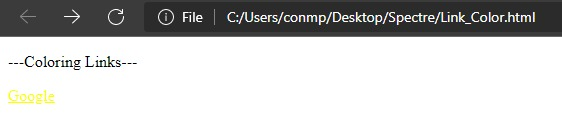 File C:/Users/conmp/Desktop/Spectre/Link_Color.html
---Coloring Links---
Google